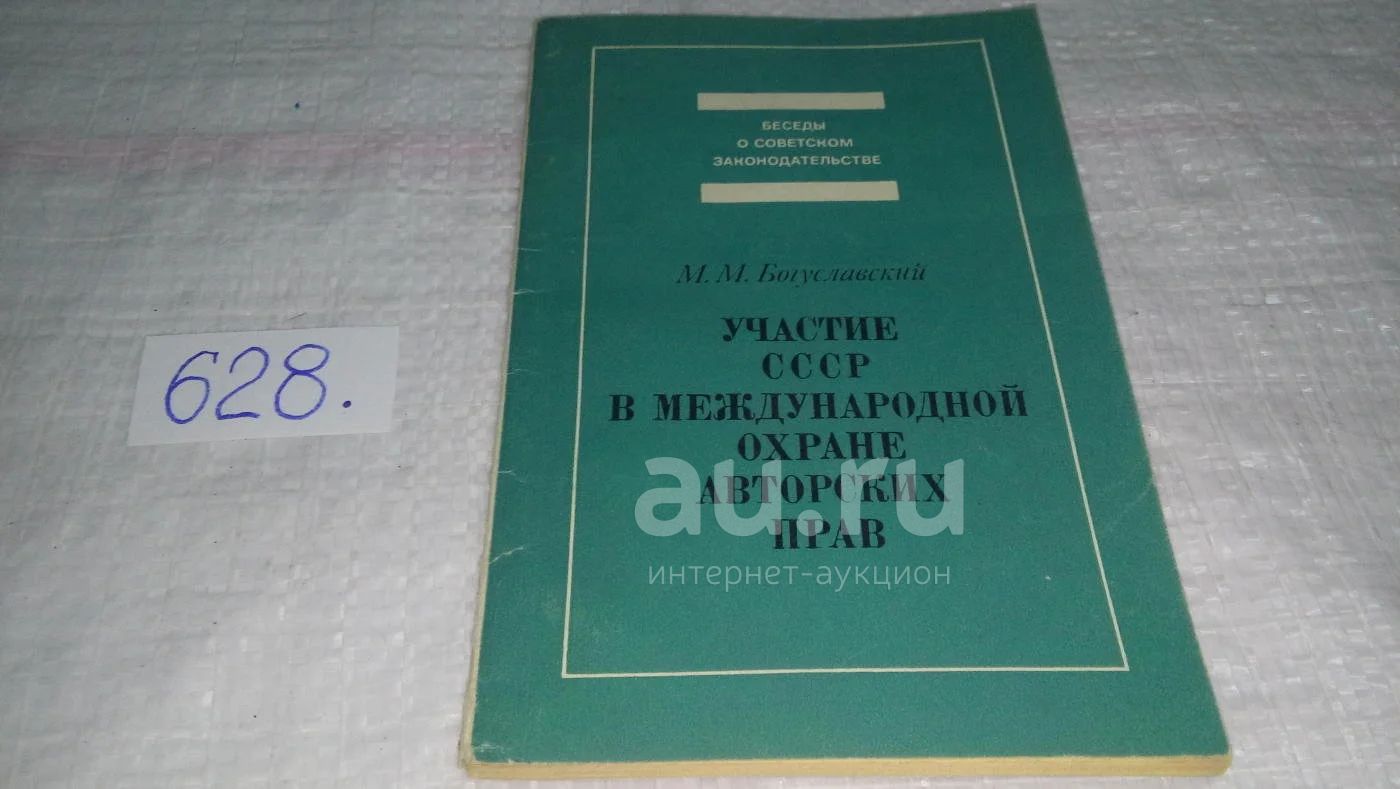 БЕСЕДЫ
О СОВЕТСКОМ
ЗАКОНОДАТЕЛЬСТВЕ
М. М. Богуславский
УЧАСТИЕ
СССР
В МЕЖДУНАРОДНОЙ
ОХРАНЕ
АВТОРСКИХ
ПРАВ
628.
au.ru
интернет-аукцион